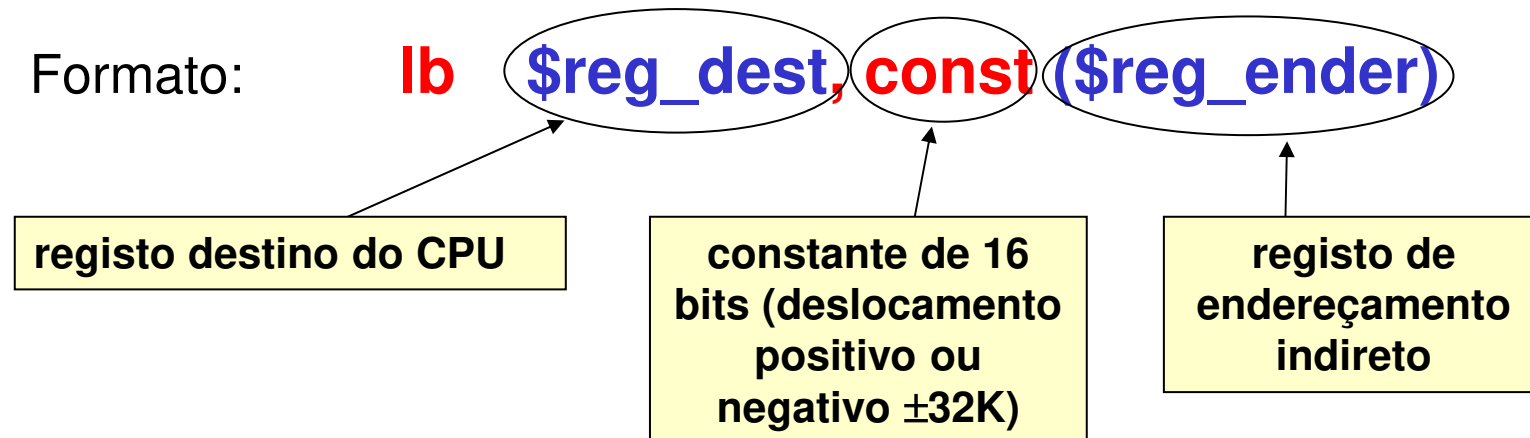 Formato: lb $reg_dest, const ($reg_ender)
registo destino do CPU
constante de 16
bits (deslocamento
positivo ou
negativo ±32K)
registo de
endereçamento
indireto